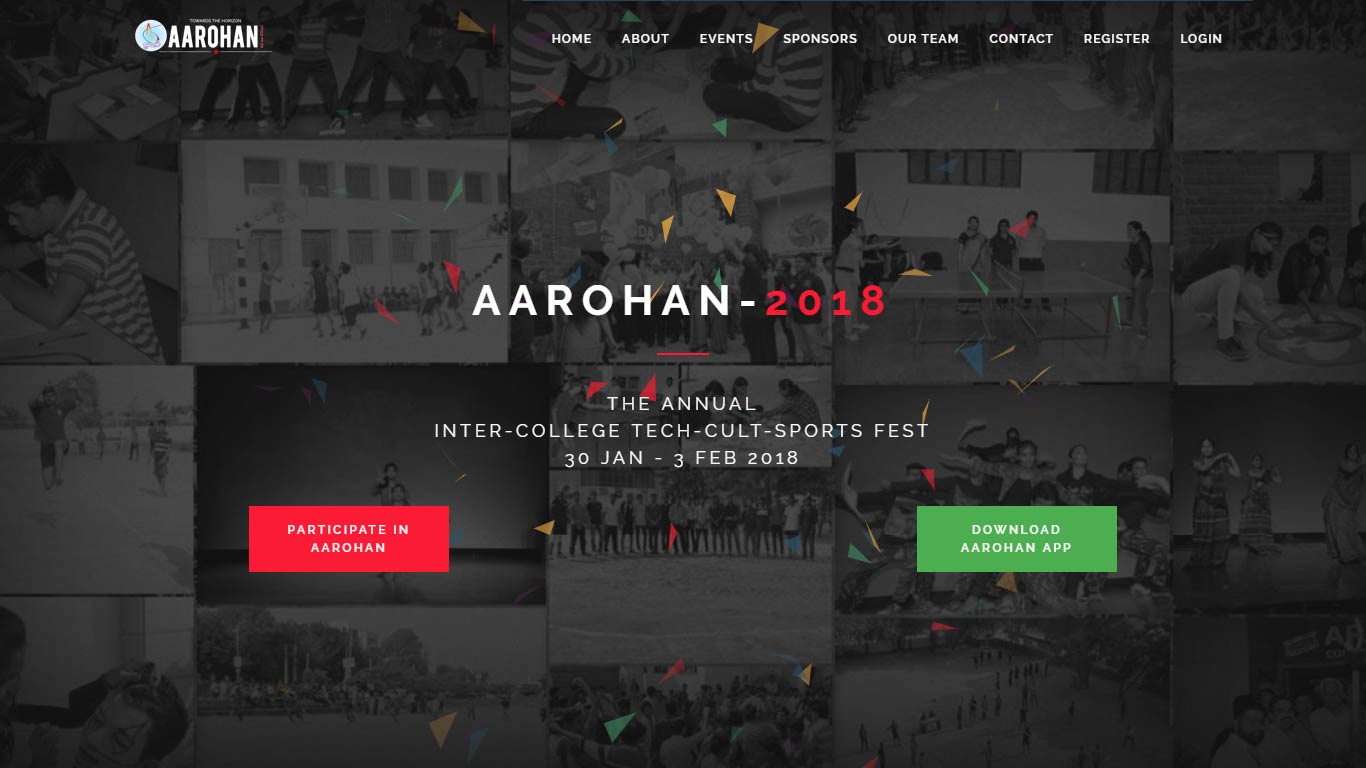 TOWARDS THE HORIZON
AAROHAN
HOME
ABOUT
EVENTS
SPONSORS
OUR TEAM
CONTACT
REGISTER
LOGIN
AAROHAN-2018
THE ANNUAL
INTER-COLLEGE TECH-CULT-SPORTS FEST
30 JAN - 3 FEB 2018
PARTICIPATE IN
AAROHAN
DOWNLOAD
AAROHAN APP